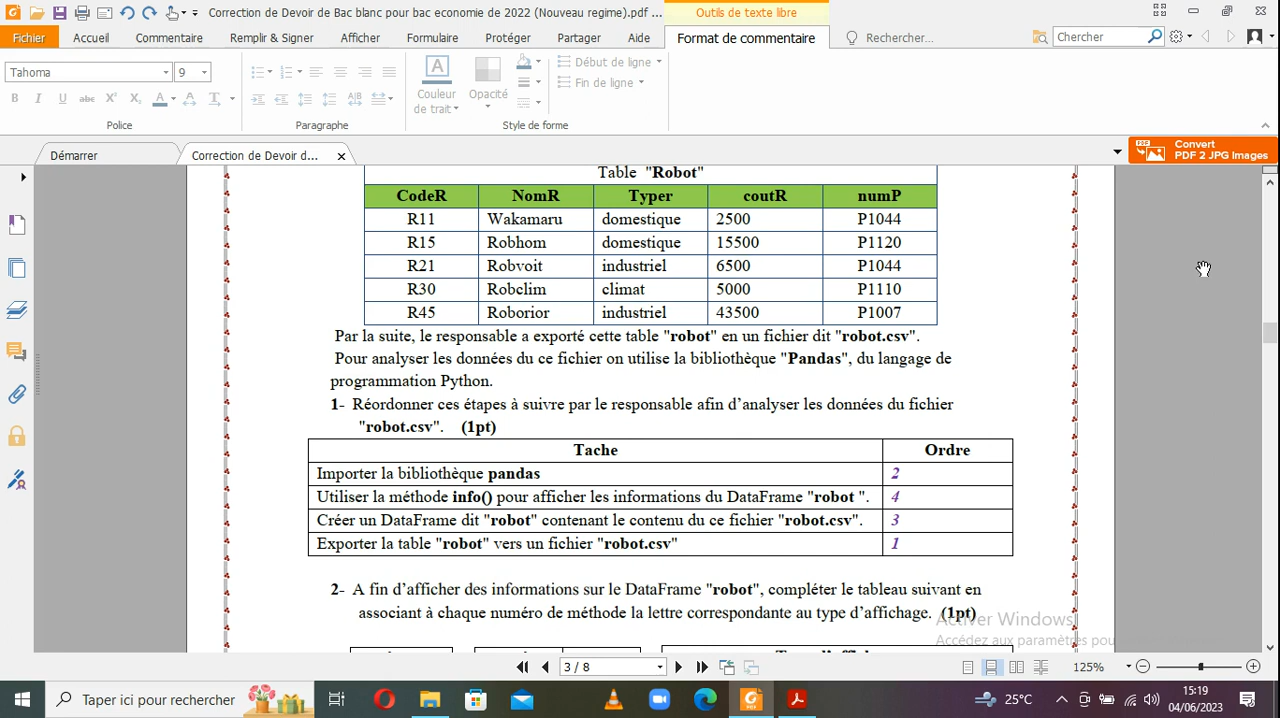 Correction de Devoir de Bac blanc pour bac economie de 2022 (Nouveau regime).pdf ...
Outils de texte libre
Fichier Accueil Commentaire Remplir & Signer Afficher Formulaire Protéger Partager Aide Format de commentaire Rechercher... Chercher
Tahoma 9 Couleur de trait Opacité Début de ligne
Fin de ligne
Police Paragraphe Style de forme
Démarrer Correction de Devoir d... Convert
PDF 2 JPG Images
Table "Robot"
CodeR NomR Typer coutR numP
R11 Wakamaru domestique 2500 P1044
R15 Robhom domestique 15500 P1120
R21 Robvoit industriel 6500 P1044
R30 Robclim climat 5000 P1110
R45 Roborior industriel 43500 P1007
Par la suite, le responsable a exporté cette table "robot" en un fichier dit "robot.csv".
Pour analyser les données du ce fichier on utilise la bibliothèque "Pandas", du langage de
programmation Python.
1- Réordonner ces étapes à suivre par le responsable afin d'analyser les données du fichier
"robot.csv". (1pt)
Tache Ordre
Importer la bibliothèque pandas 2
Utiliser la méthode info() pour afficher les informations du DataFrame "robot ". 4
Créer un DataFrame dit "robot" contenant le contenu du ce fichier "robot.csv". 3
Exporter la table "robot" vers un fichier "robot.csv" 1
2- A fin d'afficher des informations sur le DataFrame "robot", compléter le tableau suivant en
associant à chaque numéro de méthode la lettre correspondante au type d'affichage. (1pt)
Activer Windows
Accédez aux paramètres pou
3 / 8 125%
Taper ici pour rechercher 25°C 15:19
04/06/2023